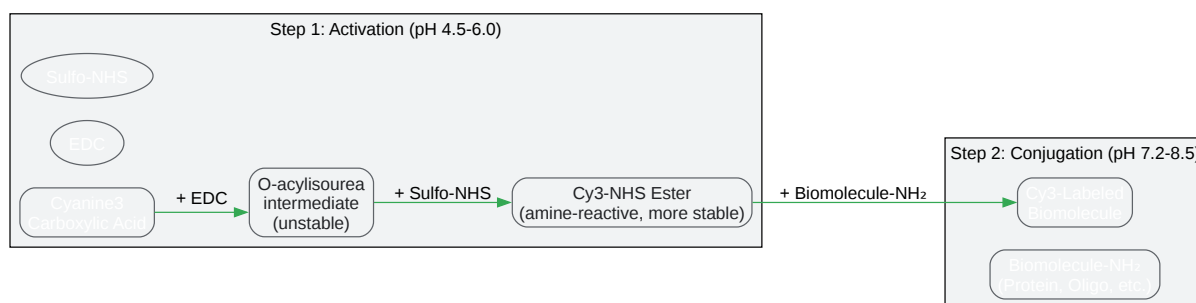 Step 1: Activation (pH 4.5-6.0)
Sulfo-NHS
EDC
Cyanine3
Carboxylic Acid
+ EDC
O-acylisourea
intermediate
(unstable)
+ Sulfo-NHS
Cy3-NHS Ester
(amine-reactive, more stable)
+ Biomolecule-NH₂
Step 2: Conjugation (pH 7.2-8.5)
Cy3-Labeled
Biomolecule
Biomolecule-NH₂
(Protein, Oligo, etc.)